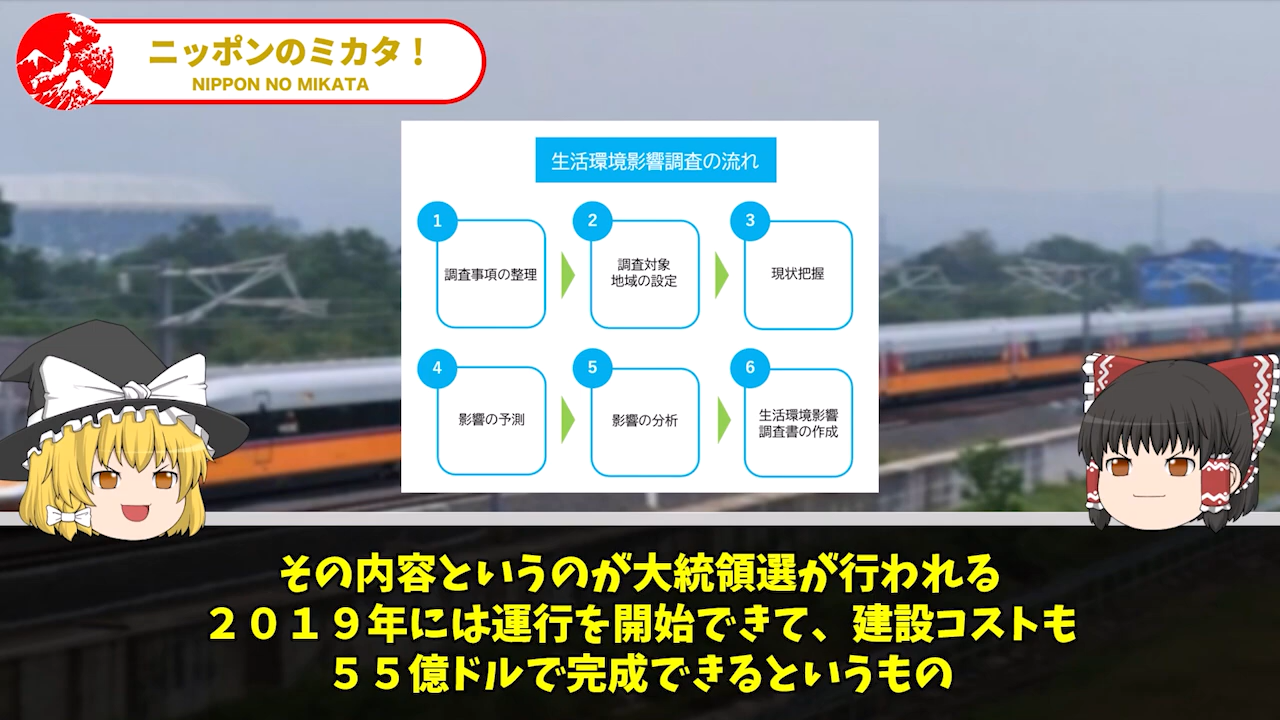 ニッポンのミカタ！
NIPPON NO MIKATA
生活環境影響調査の流れ
1
調査事項の整理
2
調査対象
地域の設定
3
現状把握
4
影響の予測
5
影響の分析
6
生活環境影響
調査書の作成
その内容というのが大統領選が行われる
２０１９年には運行を開始できて、建設コストも
５５億ドルで完成できるというもの